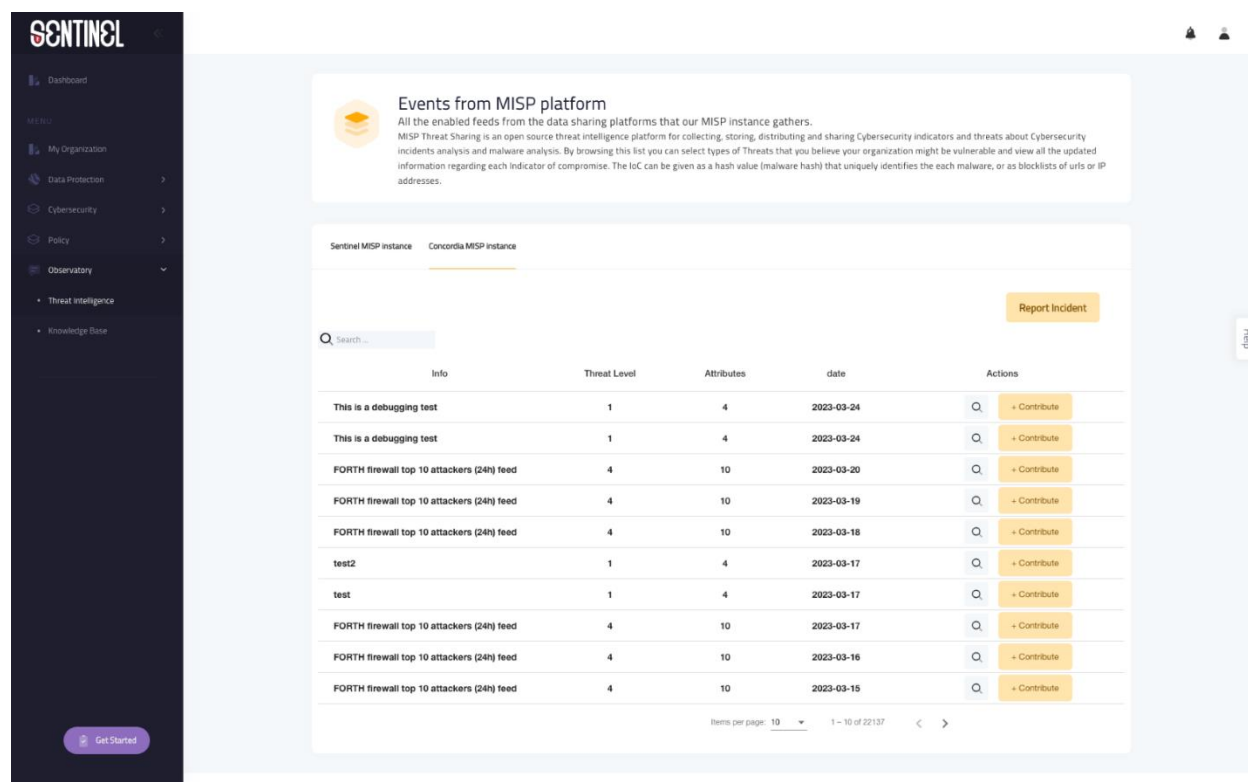 SENTINEL
Dashboard
MENU
My Organization
Data Protection
Cybersecurity
Policy
Observatory
Threat intelligence
Knowledge Base
Get Started
Events from MISP platform
All the enabled feeds from the data sharing platforms that our MISP instance gathers.
MISP Threat Sharing is an open source threat intelligence platform for collecting, storing, distributing and sharing Cybersecurity indicators and threats about Cybersecurity
incidents analysis and malware analysis. By browsing this list you can select types of Threats that you believe your organization might be vulnerable and view all the updated
information regarding each Indicator of compromise. The IoC can be given as a hash value (malware hash) that uniquely identifies the each malware, or as blocklists of urls or IP
addresses.
Sentinel MISP instance Concordia MISP instance
Report Incident
Search ...
Info Threat Level Attributes date Actions
This is a debugging test 1 4 2023-03-24 + Contribute
This is a debugging test 1 4 2023-03-24 + Contribute
FORTH firewall top 10 attackers (24h) feed 4 10 2023-03-20 + Contribute
FORTH firewall top 10 attackers (24h) feed 4 10 2023-03-19 + Contribute
FORTH firewall top 10 attackers (24h) feed 4 10 2023-03-18 + Contribute
test2 1 4 2023-03-17 + Contribute
test 1 4 2023-03-17 + Contribute
FORTH firewall top 10 attackers (24h) feed 4 10 2023-03-17 + Contribute
FORTH firewall top 10 attackers (24h) feed 4 10 2023-03-16 + Contribute
FORTH firewall top 10 attackers (24h) feed 4 10 2023-03-15 + Contribute
Items per page: 10 1 – 10 of 22137
Help